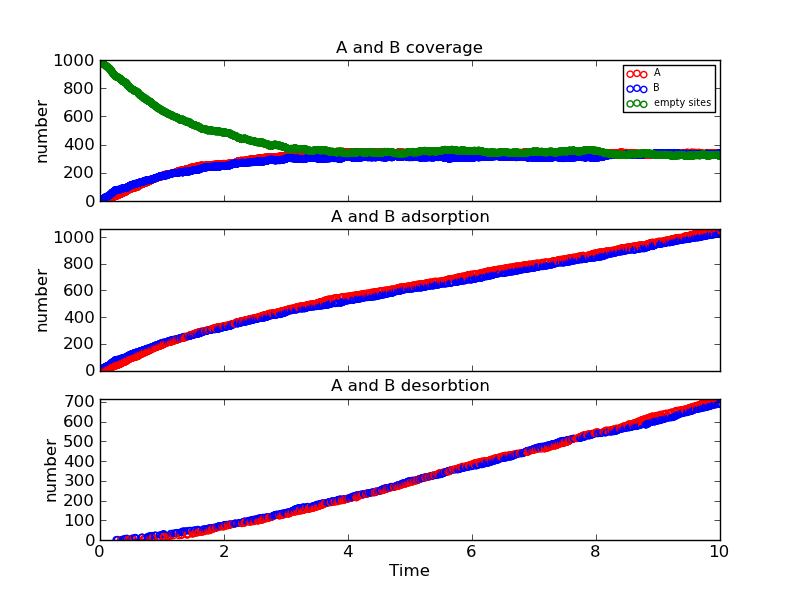 A and B coverage
1000
800
600
400
200
0
number
A
B
empty sites
A and B adsorption
1000
800
600
400
200
0
number
A and B desorbtion
700
600
500
400
300
200
100
0
number
0 2 4 6 8 10
Time